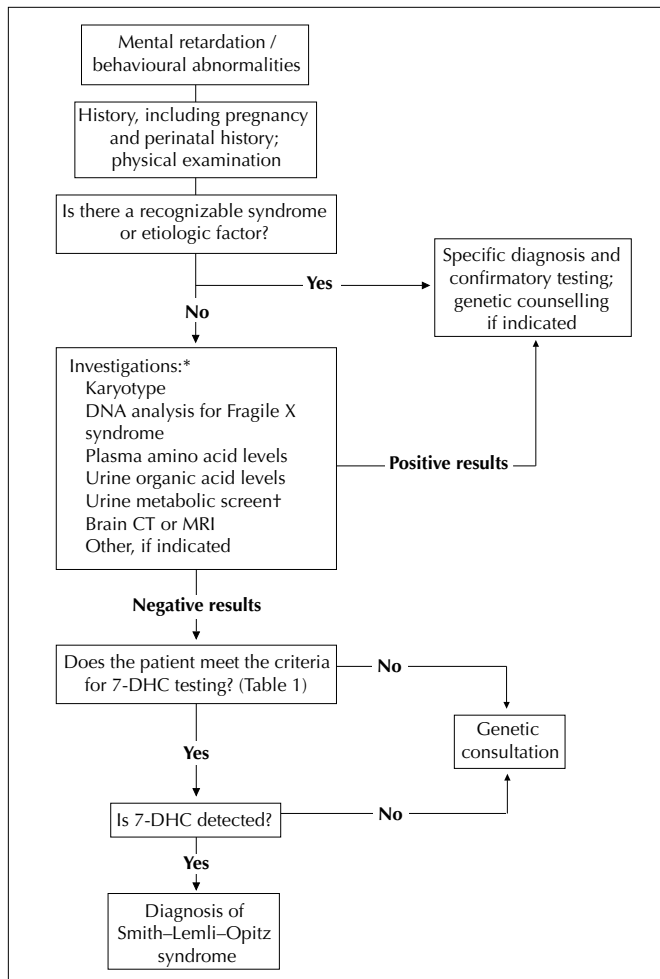 Mental retardation /
behavioural abnormalities
History, including pregnancy
and perinatal history;
physical examination
Is there a recognizable syndrome
or etiologic factor?
Yes
Specific diagnosis and
confirmatory testing;
genetic counselling
if indicated
No
Investigations:*
Karyotype
DNA analysis for Fragile X
syndrome
Plasma amino acid levels
Urine organic acid levels
Urine metabolic screen†
Brain CT or MRI
Other, if indicated
Positive results
Negative results
Does the patient meet the criteria
for 7-DHC testing? (Table 1)
No
Genetic
consultation
Yes
Is 7-DHC detected?
No
Yes
Diagnosis of
Smith–Lemli–Opitz
syndrome